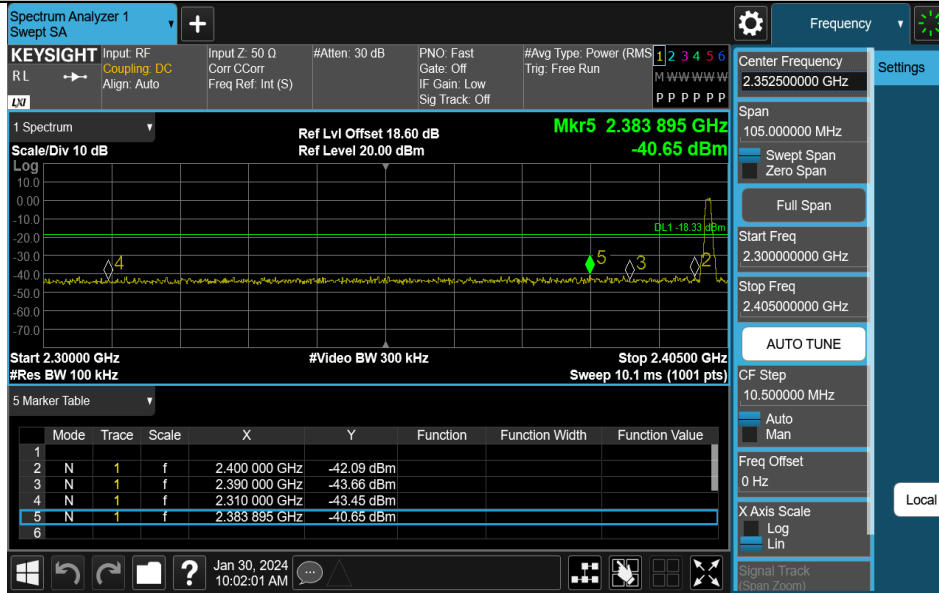 Spectrum Analyzer 1
Swept SA
+
Frequency
KEYSIGHT
R L
LXI
Input: RF
Coupling: DC
Align: Auto
Input Z: 50 Ω
Corr CCorr
Freq Ref: Int (S)
#Atten: 30 dB
PNO: Fast
Gate: Off
IF Gain: Low
Sig Track: Off
#Avg Type: Power (RMS
Trig: Free Run
1 2 3 4 5 6
M W W W W W
P P P P P P
Center Frequency
2.352500000 GHz
Settings
Span
105.000000 MHz
Swept Span
Zero Span
Full Span
Start Freq
2.300000000 GHz
Stop Freq
2.405000000 GHz
AUTO TUNE
CF Step
10.500000 MHz
Auto
Man
Freq Offset
0 Hz
X Axis Scale
Log
Lin
Signal Track
(Span Zoom)
Local
1 Spectrum
Scale/Div 10 dB
Ref Lvl Offset 18.60 dB
Ref Level 20.00 dBm
Mkr5 2.383 895 GHz
-40.65 dBm
Log
10.0
0.00
-10.0
-20.0
-30.0
-40.0
-50.0
-60.0
-70.0
DL1 -18.33 dBm
4
5
3
2
Start 2.30000 GHz
#Video BW 300 kHz
Stop 2.40500 GHz
#Res BW 100 kHz
Sweep 10.1 ms (1001 pts)
5 Marker Table
Mode Trace Scale X Y Function Function Width Function Value
1
2 N 1 f 2.400 000 GHz -42.09 dBm
3 N 1 f 2.390 000 GHz -43.66 dBm
4 N 1 f 2.310 000 GHz -43.45 dBm
5 N 1 f 2.383 895 GHz -40.65 dBm
6
?
Jan 30, 2024
10:02:01 AM